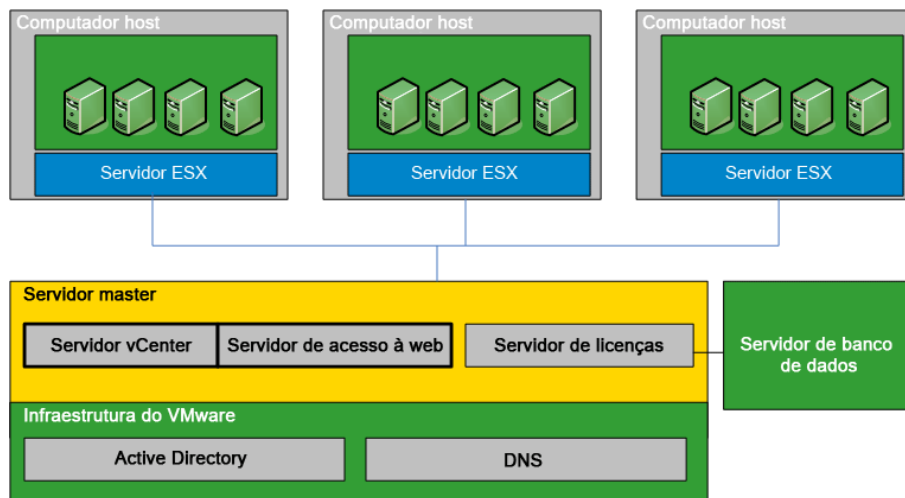 Computador host
Computador host
Computador host
Servidor ESX
Servidor ESX
Servidor ESX
Servidor master
Servidor vCenter
Servidor de acesso à web
Servidor de licenças
Servidor de banco
de dados
Infraestrutura do VMware
Active Directory
DNS